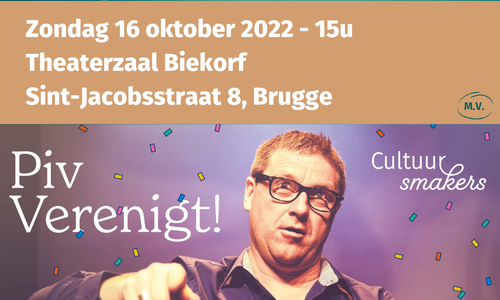 Zondag 16 oktober 2022 - 15u
Theaterzaal Biekorf
Sint-Jacobsstraat 8, Brugge
M.V.
Piv
Verenigt!
Cultuur
smakers